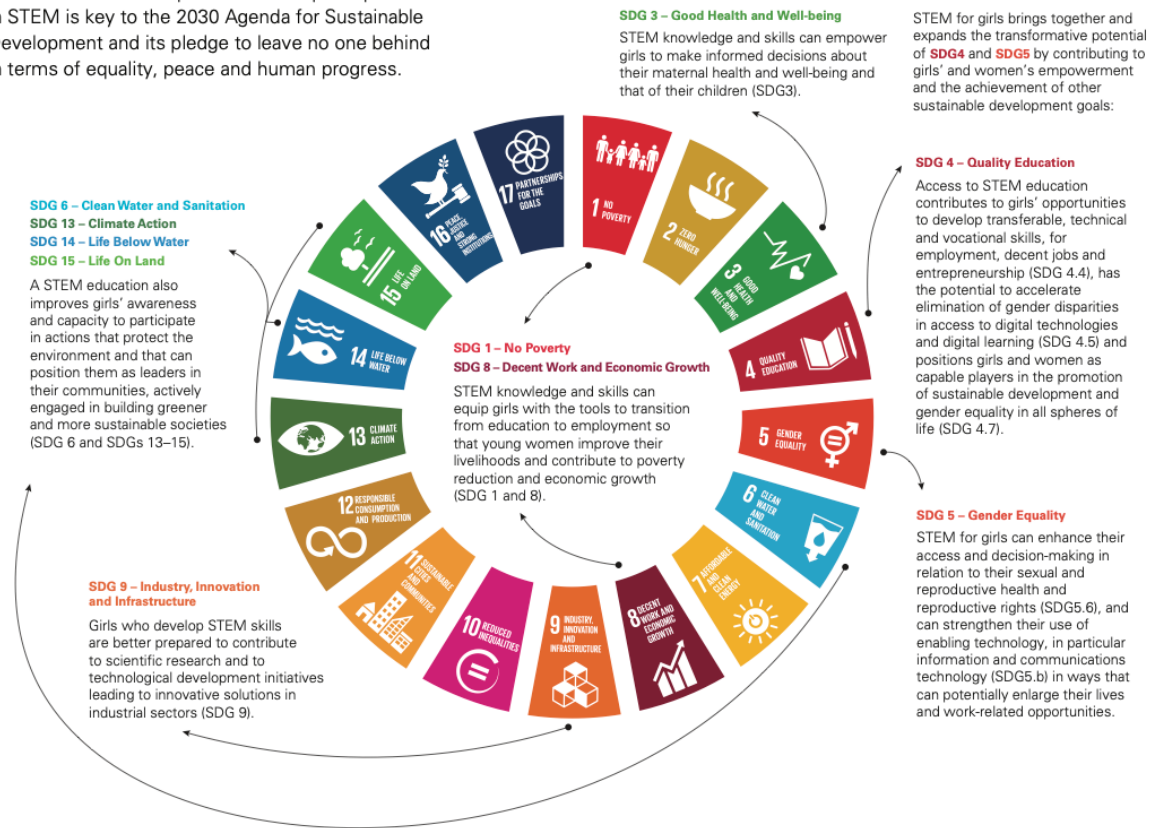 STEM is key to the 2030 Agenda for Sustainable
evelopment and its pledge to leave no one behind
terms of equality, peace and human progress.
SDG 3 – Good Health and Well-being
STEM knowledge and skills can empower
girls to make informed decisions about
their maternal health and well-being and
that of their children (SDG3).
STEM for girls brings together and
expands the transformative potential
of SDG4 and SDG5 by contributing to
girls' and women's empowerment
and the achievement of other
sustainable development goals:
SDG 4 – Quality Education
Access to STEM education
contributes to girls' opportunities
to develop transferable, technical
and vocational skills, for
employment, decent jobs and
entrepreneurship (SDG 4.4), has
the potential to accelerate
elimination of gender disparities
in access to digital technologies
and digital learning (SDG 4.5) and
positions girls and women as
capable players in the promotion
of sustainable development and
gender equality in all spheres of
life (SDG 4.7).
SDG 5 – Gender Equality
STEM for girls can enhance their
access and decision-making in
relation to their sexual and
reproductive health and
reproductive rights (SDG5.6), and
can strengthen their use of
enabling technology, in particular
information and communications
technology (SDG5.b) in ways that
can potentially enlarge their lives
and work-related opportunities.
SDG 6 – Clean Water and Sanitation
SDG 13 – Climate Action
SDG 14 – Life Below Water
SDG 15 – Life On Land
A STEM education also
improves girls' awareness
and capacity to participate
in actions that protect the
environment and that can
position them as leaders in
their communities, actively
engaged in building greener
and more sustainable societies
(SDG 6 and SDGs 13–15).
SDG 9 – Industry, Innovation
and Infrastructure
Girls who develop STEM skills
are better prepared to contribute
to scientific research and to
technological development initiatives
leading to innovative solutions in
industrial sectors (SDG 9).
SDG 1 – No Poverty
SDG 8 – Decent Work and Economic Growth
STEM knowledge and skills can
equip girls with the tools to transition
from education to employment so
that young women improve their
livelihoods and contribute to poverty
reduction and economic growth
(SDG 1 and 8).
1 NO
POVERTY
2 ZERO
HUNGER
3 GOOD
HEALTH
AND
WELL-BEING
4 QUALITY
EDUCATION
5 GENDER
EQUALITY
6 CLEAN
WATER
AND
SANITATION
7 AFFORDABLE
AND
CLEAN
ENERGY
8 DECENT
WORK AND
ECONOMIC
GROWTH
9 INDUSTRY,
INNOVATION
AND
INFRASTRUCTURE
10 REDUCED
INEQUALITIES
11 SUSTAINABLE
CITIES
AND
COMMUNITIES
12 RESPONSIBLE
CONSUMPTION
AND PRODUCTION
13 CLIMATE
ACTION
14 LIFE BELOW
WATER
15 LIFE
ON LAND
16 PEACE
JUSTICE
AND
STRONG
INSTITUTIONS
17 PARTNERSHIPS
FOR THE
GOALS